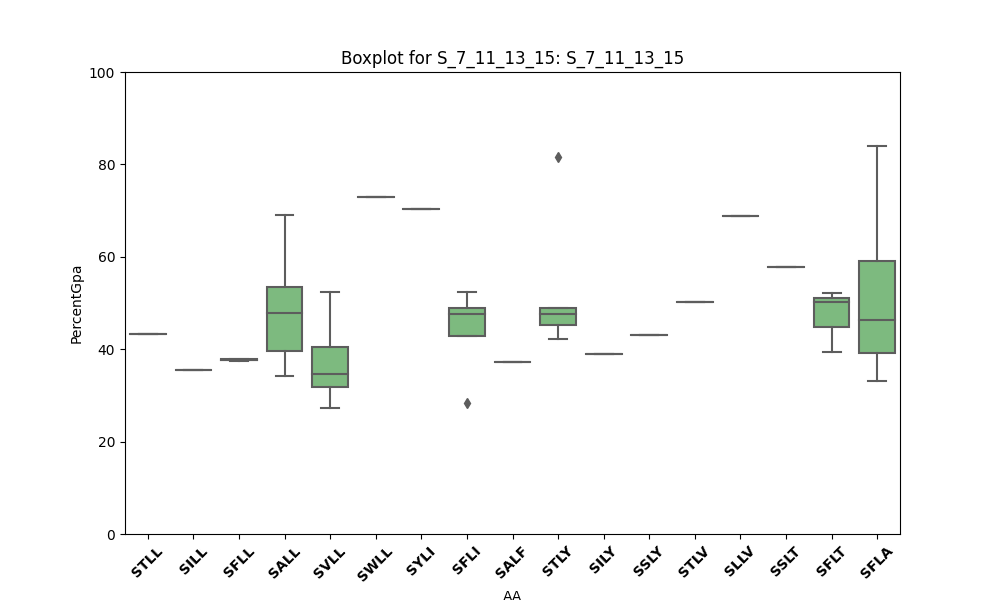 Boxplot for S_7_11_13_15: S_7_11_13_15
100
80
60
40
20
0
PercentGpa
STLL SILL SFLL SALL SVLL SWLL SYLI SFLI SALF STLY SILY SSLY STLV SLLV SSLT SFLT SFLA
AA